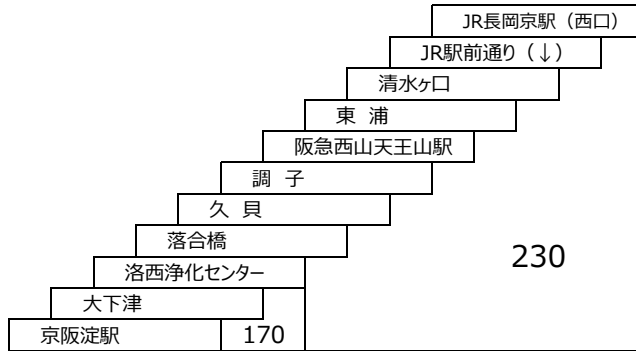 JR長岡京駅（西口）
JR駅前通り（↓）
清水ヶ口
東 浦
阪急西山天王山駅
調 子
久 貝
落合橋
230
洛西浄化センター
大下津
京阪淀駅 170